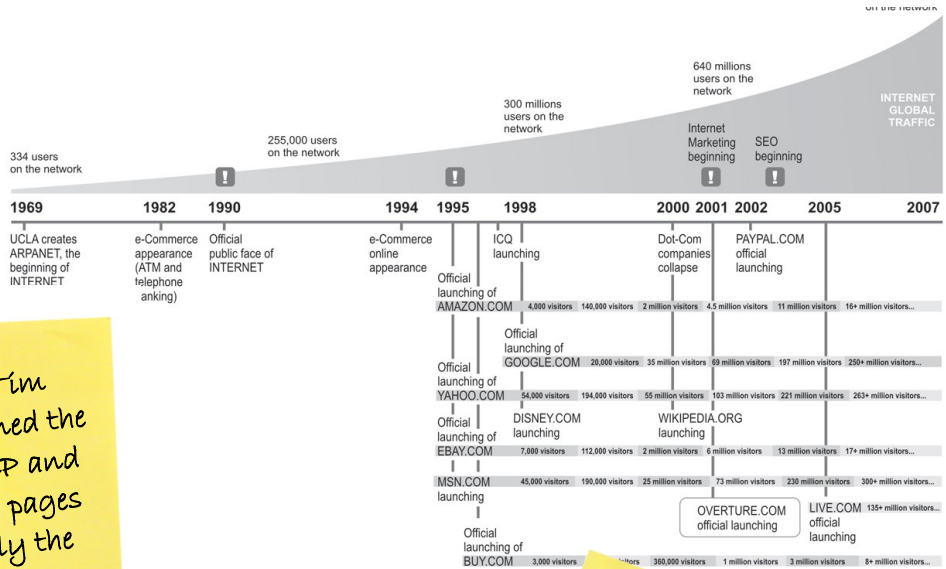 on the network
640 millions
users on the
network
300 millions
users on the
network
INTERNET
GLOBAL
TRAFFIC
Internet
Marketing
beginning
SEO
beginning
255,000 users
on the network
334 users
on the network
!
!
!
!
1969 1982 1990 1994 1995 1998 2000 2001 2002 2005 2007
UCLA creates
ARPANET, the
beginning of
INTERNET
e-Commerce
appearance
(ATM and
telephone
anking)
Official
public face of
INTERNET
e-Commerce
online
appearance
ICQ
launching
Dot-Com
companies
collapse
PAYPAL.COM
official
launching
Official
launching of
AMAZON.COM 4,000 visitors 140,000 visitors 2 million visitors 4.5 million visitors 11 million visitors 16+ million visitors...
Official
launching of
GOOGLE.COM 20,000 visitors 35 million visitors 69 million visitors 197 million visitors 250+ million visitors...
Official
launching of
YAHOO.COM 54,000 visitors 194,000 visitors 55 million visitors 103 million visitors 221 million visitors 263+ million visitors...
DISNEY.COM
launching
WIKIPEDIA.ORG
launching
Official
launching of
EBAY.COM 7,000 visitors 112,000 visitors 2 million visitors 6 million visitors 13 million visitors 17+ million visitors...
MSN.COM 45,000 visitors 190,000 visitors 25 million visitors 73 million visitors 230 million visitors 300+ million visitors...
launching
OVERTURE.COM
official launching
LIVE.COM 135+ million visitors...
official
launching
Official
launching of
BUY.COM 3,000 visitors 360,000 visitors 1 million visitors 3 million visitors 8+ million visitors...
Tim
ned the
P and
pages
ly the